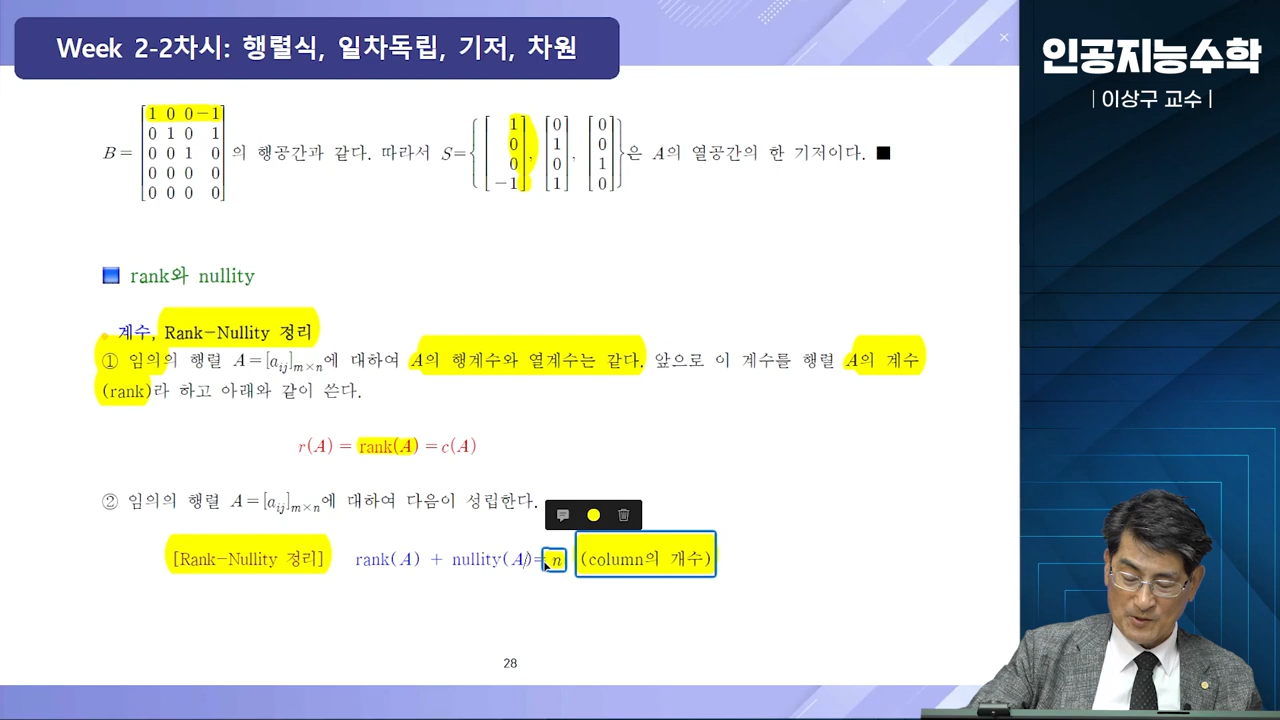 Week 2-2차시: 행렬식, 일차독립, 기저, 차원
인공지능수학
| 이상구 교수 |
B = [1 0 0 −1
0 1 0 1
0 0 1 0
0 0 0 0
0 0 0 0] 의 행공간과 같다. 따라서 S={[1 0 0 −1], [0 1 0 1], [0 0 1 0]}은 A의 열공간의 한 기저이다. ■
rank와 nullity
계수, Rank−Nullity 정리
① 임의의 행렬 A=[a_ij]_m×n에 대하여 A의 행계수와 열계수는 같다. 앞으로 이 계수를 행렬 A의 계수
(rank)라 하고 아래와 같이 쓴다.
r(A) = rank(A) = c(A)
② 임의의 행렬 A=[a_ij]_m×n에 대하여 다음이 성립한다.
[Rank−Nullity 정리] rank(A) + nullity(A)= n (column의 개수)
28